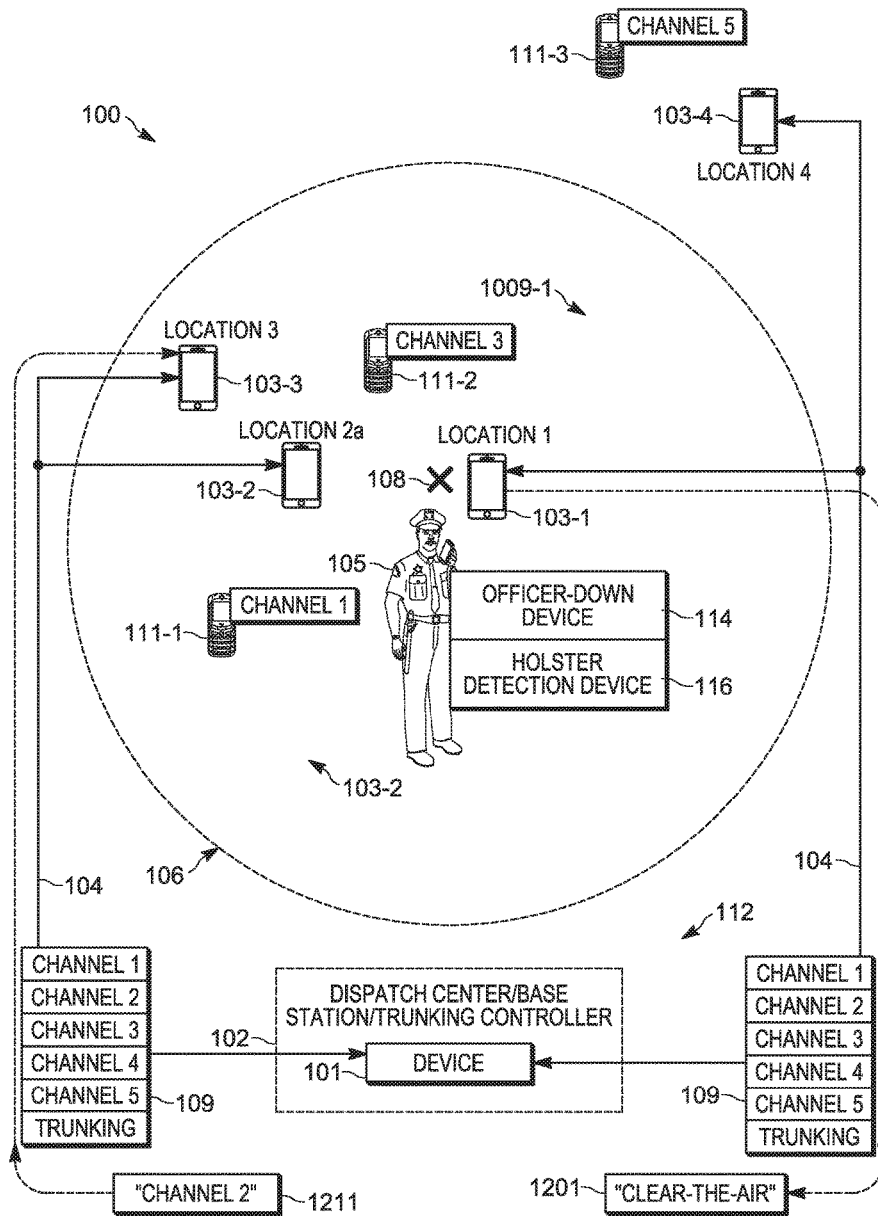 CHANNEL 5
111-3
100
103-4
LOCATION 4
1009-1
LOCATION 3
CHANNEL 3
103-3
111-2
LOCATION 2a
LOCATION 1
108
103-2
103-1
105
OFFICER-DOWN
DEVICE
114
CHANNEL 1
111-1
HOLSTER
DETECTION DEVICE
116
103-2
106
104
104
112
CHANNEL 1
CHANNEL 2
CHANNEL 3
CHANNEL 4
CHANNEL 5
TRUNKING
109
DISPATCH CENTER/BASE
STATION/TRUNKING CONTROLLER
102
101
DEVICE
CHANNEL 1
CHANNEL 2
CHANNEL 3
CHANNEL 4
CHANNEL 5
TRUNKING
109
"CHANNEL 2"
1211
1201
"CLEAR-THE-AIR"